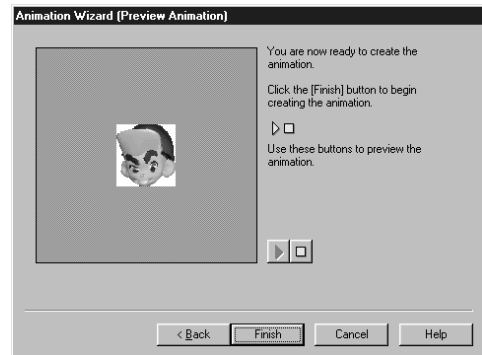 Animation Wizard (Preview Animation)
You are now ready to create the
animation.
Click the [Finish] button to begin
creating the animation.
Use these buttons to preview the
animation.
< Back
Finish
Cancel
Help